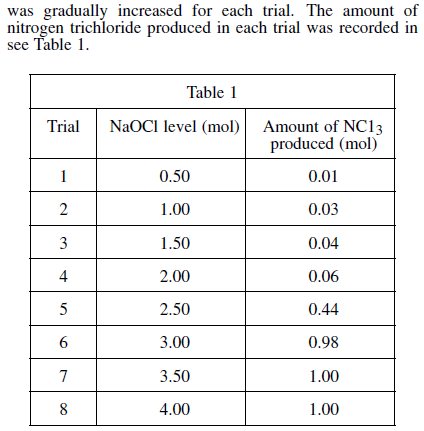 was gradually increased for each trial. The amount of
nitrogen trichloride produced in each trial was recorded in
see Table 1.
Table 1
Trial NaOCl level (mol) Amount of NC13
produced (mol)
1 0.50 0.01
2 1.00 0.03
3 1.50 0.04
4 2.00 0.06
5 2.50 0.44
6 3.00 0.98
7 3.50 1.00
8 4.00 1.00